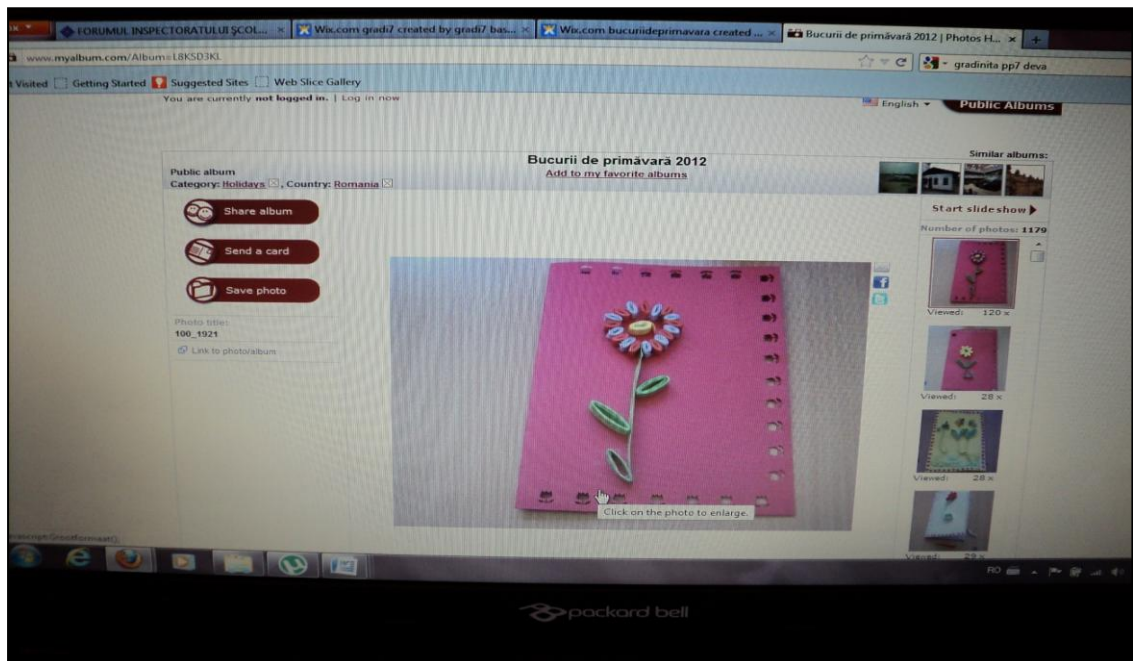 FORUMUL INSPECTORATULUI ŞCOL...
Wix.com gradi7 created by gradi7 bas...
Wix.com bucuriideprimavara created ...
Bucurii de primăvară 2012 | Photos H...
www.myalbum.com/Album=L8KSD3KL
gradinita pp7 deva
Visited
Getting Started
Suggested Sites
Web Slice Gallery
You are currently not logged in. | Log in now
English
Public Albums
Public album
Category: Holidays, Country: Romania
Bucurii de primăvară 2012
Add to my favorite albums
Similar albums:
Share album
Send a card
Save photo
Photo title:
100_1921
Link to photo/album
Start slideshow
Number of photos: 1179
Viewed: 120 x
Viewed: 28 x
Viewed: 28 x
Viewed: 29 x
Click on the photo to enlarge.
RO
packard bell